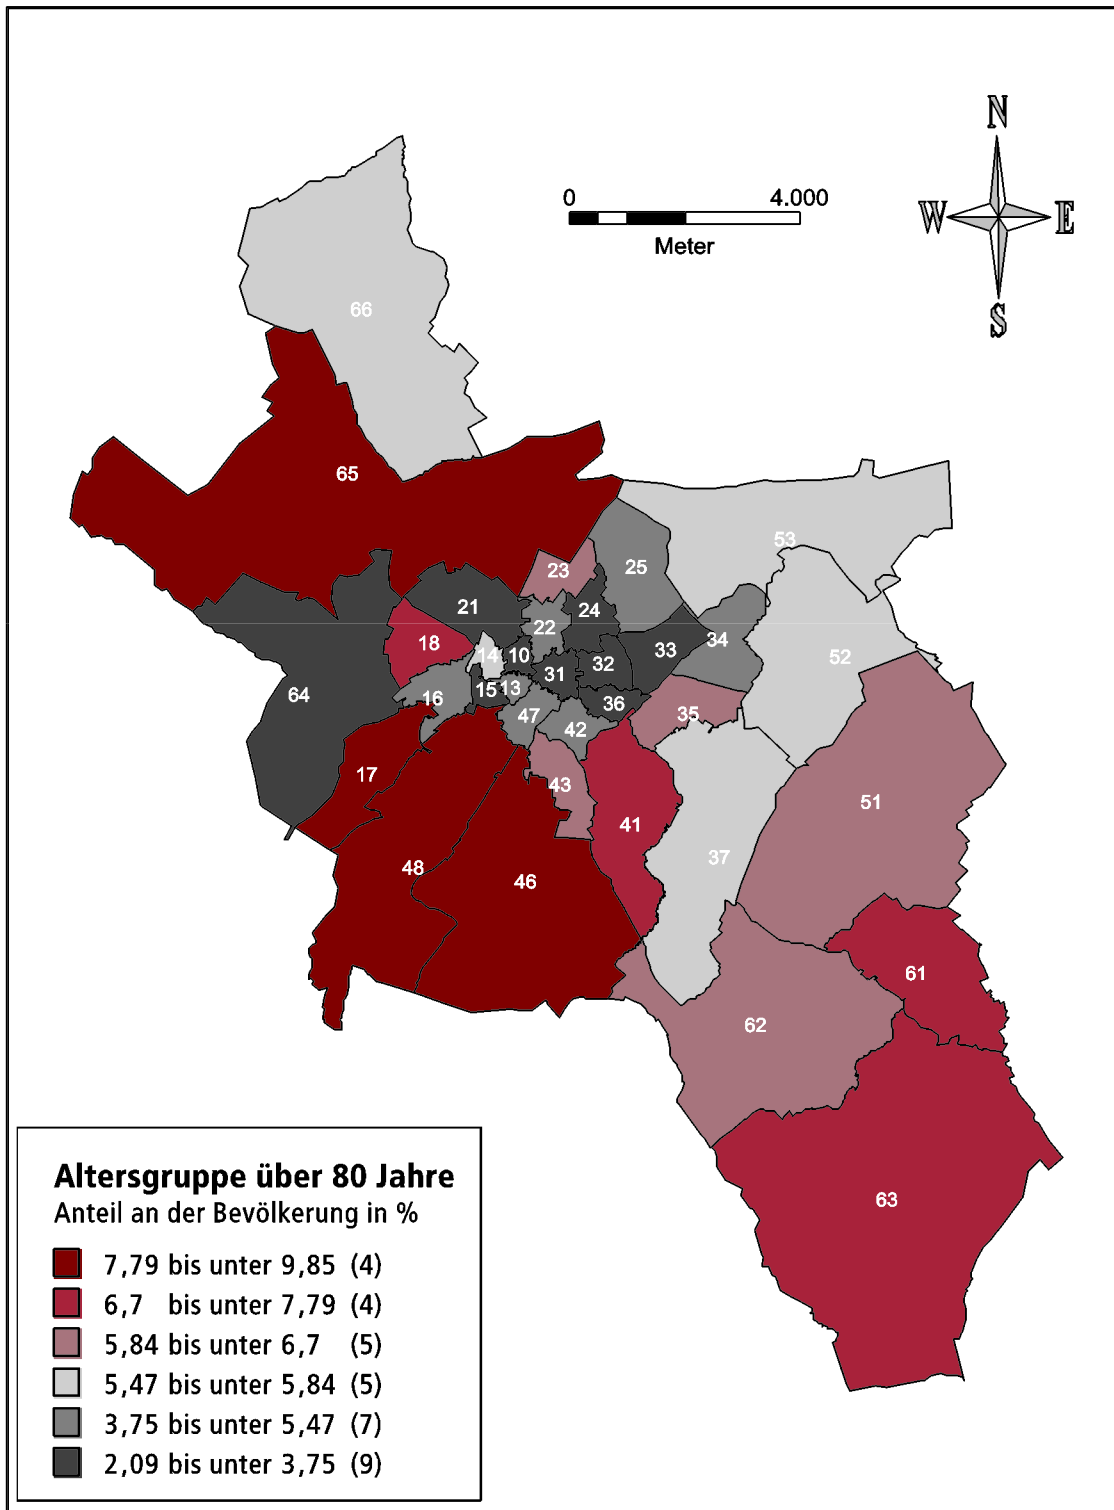 N
0 4.000
W E
Meter
S
66
65
53
23 25
24
21
22 34
18 33
14 10 52
32
31
64 15 13
16 36
47 35
42
17 43
51
41
37
48
46
61
62
63
Altersgruppe über 80 Jahre
Anteil an der Bevölkerung in %
7,79 bis unter 9,85 (4)
6,7 bis unter 7,79 (4)
5,84 bis unter 6,7 (5)
5,47 bis unter 5,84 (5)
3,75 bis unter 5,47 (7)
2,09 bis unter 3,75 (9)